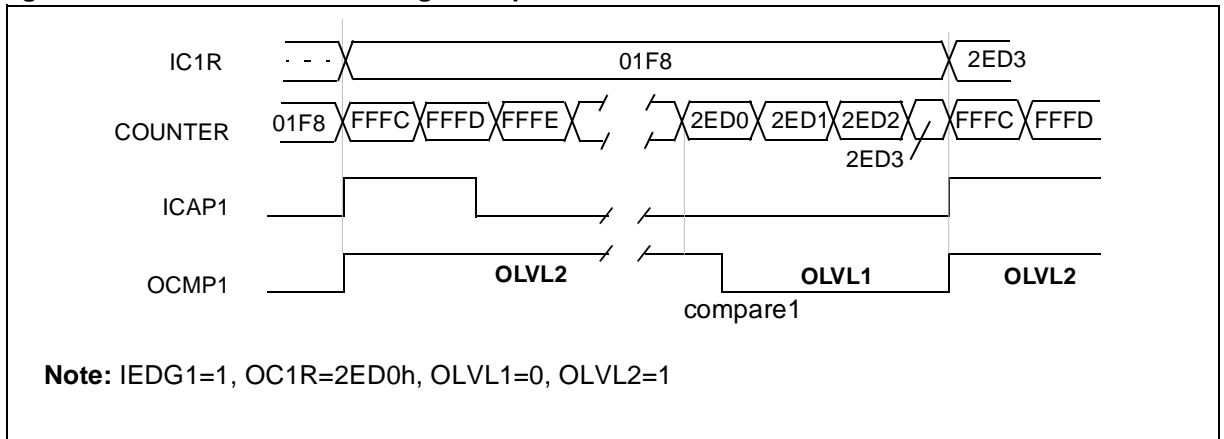 IC1R - - - 01F8 2ED3
COUNTER 01F8 FFFC FFFD FFFE 2ED0 2ED1 2ED2 FFFC FFFD
2ED3
ICAP1
OLVL2 OLVL1 OLVL2
OCMP1
compare1
Note: IEDG1=1, OC1R=2ED0h, OLVL1=0, OLVL2=1